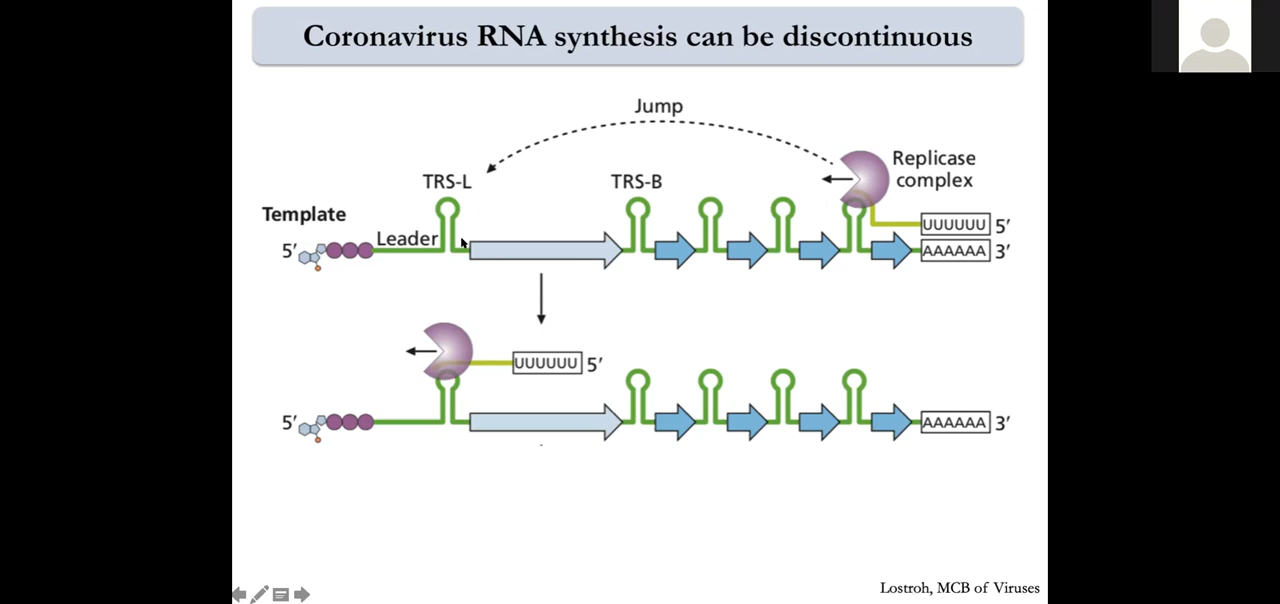 Coronavirus RNA synthesis can be discontinuous
Jump
Replicase
complex
TRS-L
TRS-B
Template
Leader
5′
UUUUUU 5′
AAAAAA 3′
UUUUUU 5′
5′
AAAAAA 3′
Lostroh, MCB of Viruses